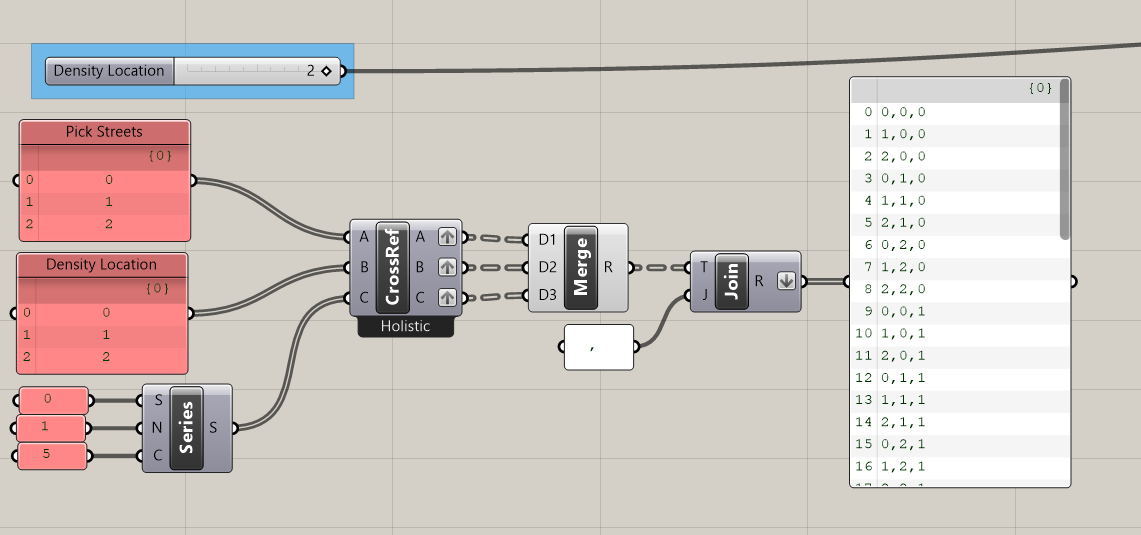 Density Location 2
Pick Streets
{0}
0 0
1 1
2 2
Density Location
{0}
0 0
1 1
2 2
0
1
5
S
N
C
Series
S
A
B
C
CrossRef
A
B
C
Holistic
D1
D2
D3
Merge
R
,
T
J
Join
R
{0}
0 0,0,0
1 1,0,0
2 2,0,0
3 0,1,0
4 1,1,0
5 2,1,0
6 0,2,0
7 1,2,0
8 2,2,0
9 0,0,1
10 1,0,1
11 2,0,1
12 0,1,1
13 1,1,1
14 2,1,1
15 0,2,1
16 1,2,1